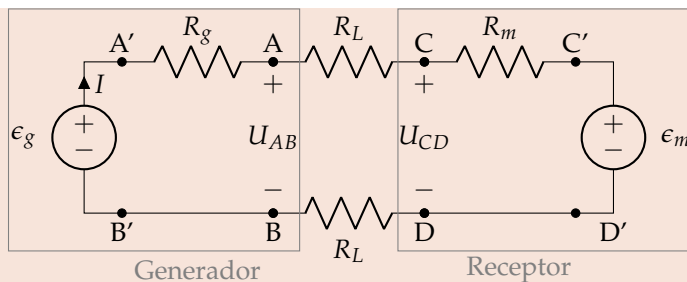 A' R_g A R_L C R_m C'
I + +
ϵ_g + − U_AB U_CD + − ϵ_m
− −
B' B R_L D D'
Generador Receptor